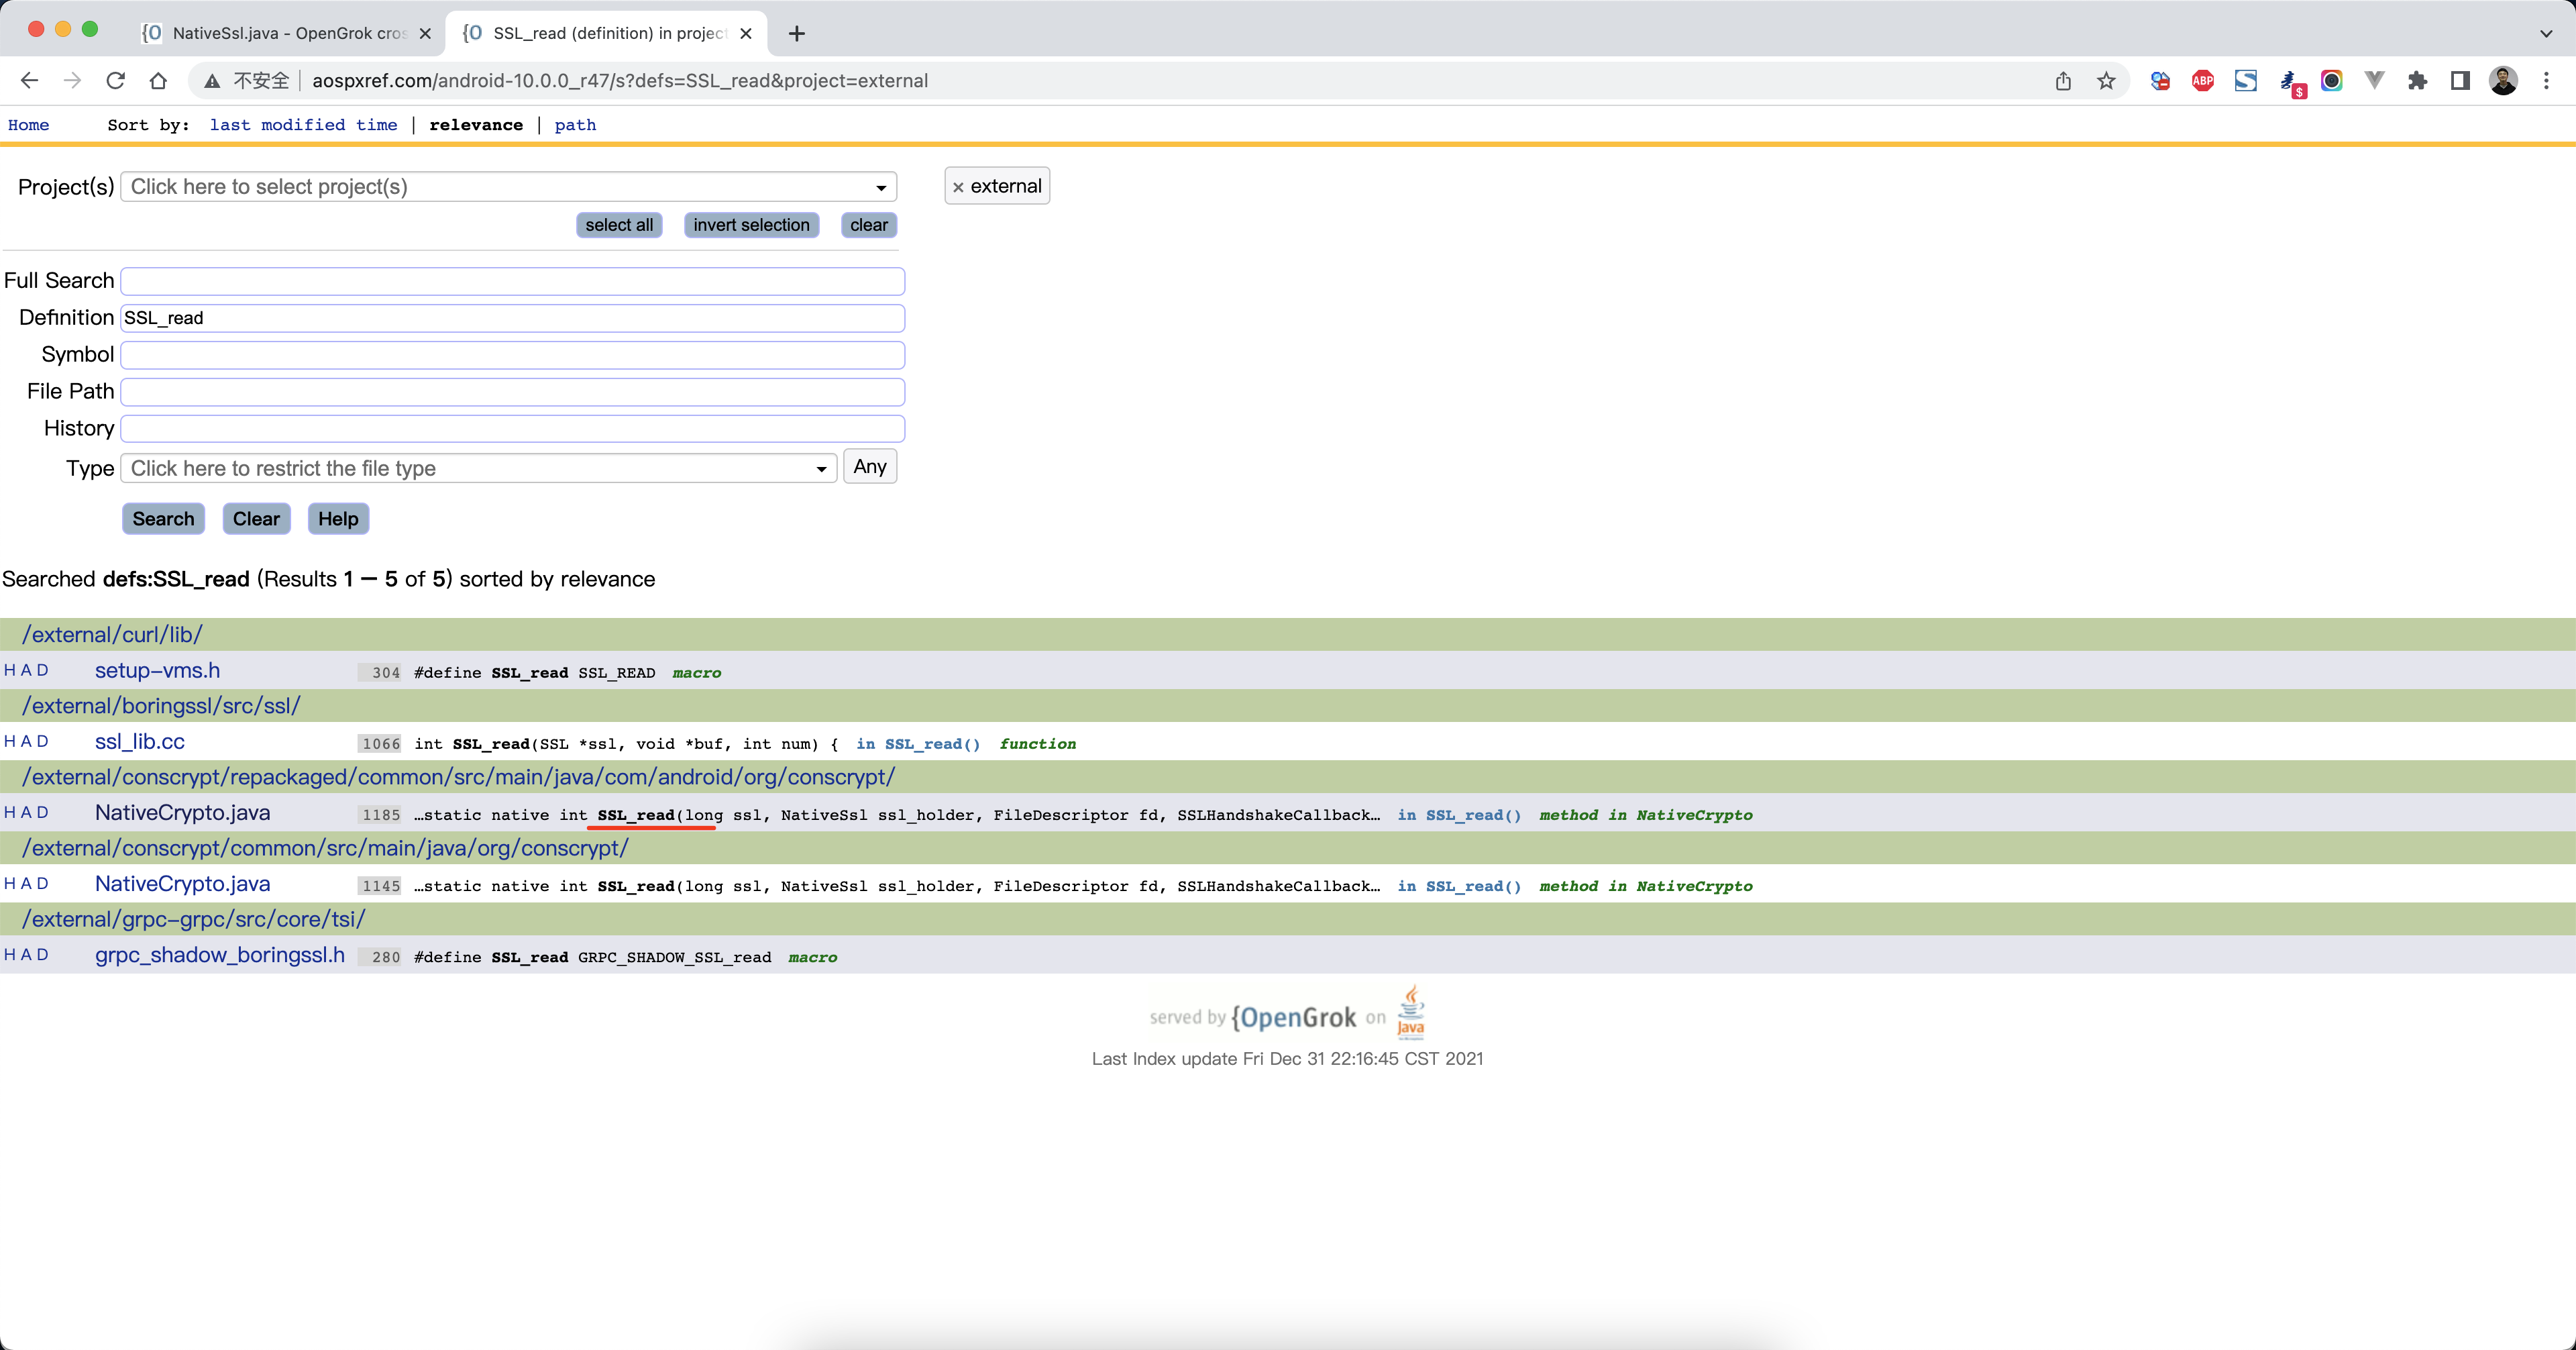 NativeSsl.java - OpenGrok cros
SSL_read (definition) in projec
不安全 aospxref.com/android-10.0.0_r47/s?defs=SSL_read&project=external
ABP
$
Home Sort by: last modified time | relevance | path
Project(s) Click here to select project(s) × external
select all invert selection clear
Full Search
Definition SSL_read
Symbol
File Path
History
Type Click here to restrict the file type Any
Search Clear Help
Searched defs:SSL_read (Results 1 – 5 of 5) sorted by relevance
/external/curl/lib/
H A D setup-vms.h 304 #define SSL_read SSL_READ macro
/external/boringssl/src/ssl/
H A D ssl_lib.cc 1066 int SSL_read(SSL *ssl, void *buf, int num) { in SSL_read() function
/external/conscrypt/repackaged/common/src/main/java/com/android/org/conscrypt/
H A D NativeCrypto.java 1185 …static native int SSL_read(long ssl, NativeSsl ssl_holder, FileDescriptor fd, SSLHandshakeCallback… in SSL_read() method in NativeCrypto
/external/conscrypt/common/src/main/java/org/conscrypt/
H A D NativeCrypto.java 1145 …static native int SSL_read(long ssl, NativeSsl ssl_holder, FileDescriptor fd, SSLHandshakeCallback… in SSL_read() method in NativeCrypto
/external/grpc-grpc/src/core/tsi/
H A D grpc_shadow_boringssl.h 280 #define SSL_read GRPC_SHADOW_SSL_read macro
served by {OpenGrok on Java
Last Index update Fri Dec 31 22:16:45 CST 2021